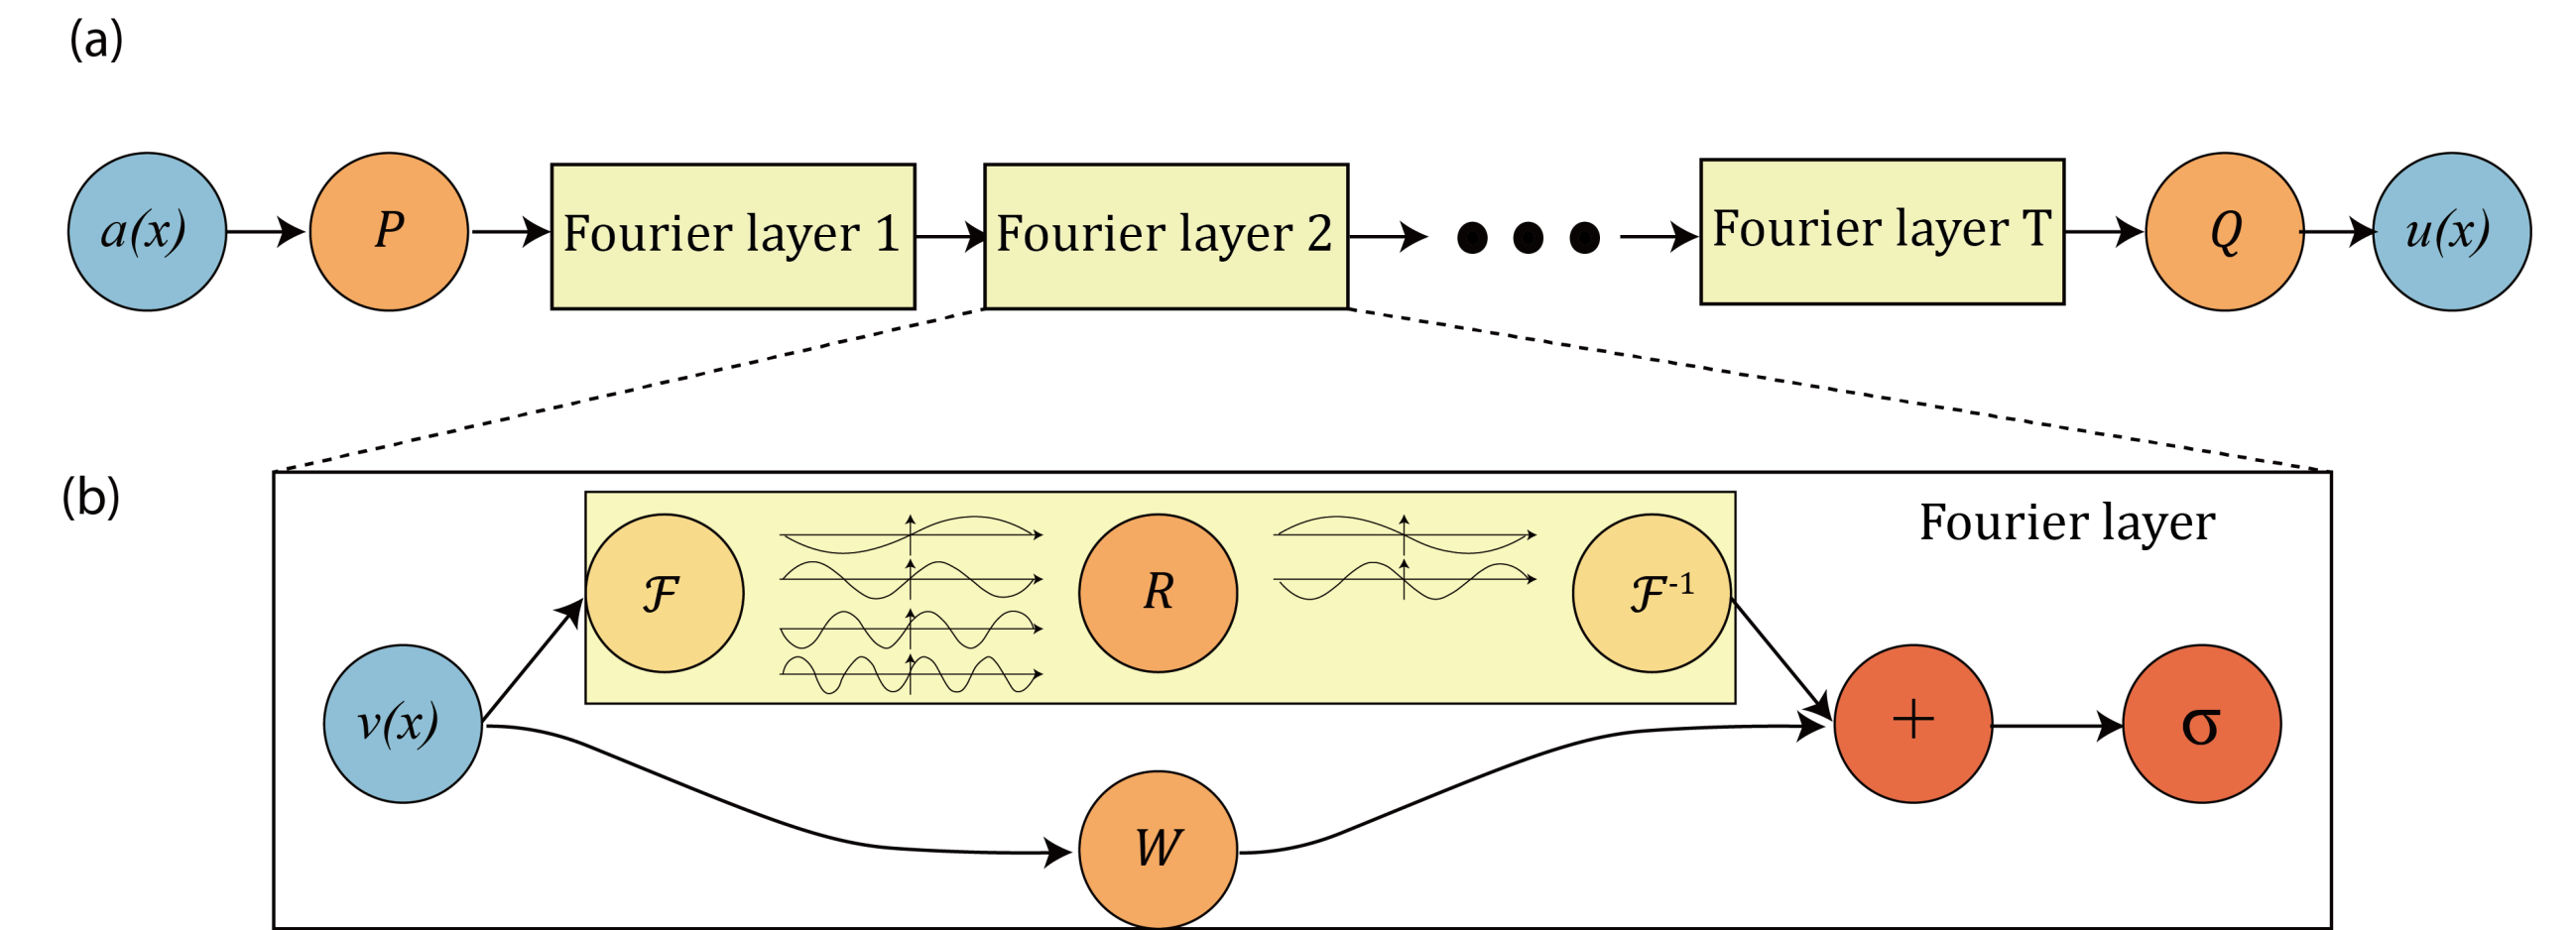 (a)
a(x) P Fourier layer 1 Fourier layer 2 Fourier layer T Q u(x)
(b)
Fourier layer
ℱ R ℱ⁻¹
v(x) + σ
W